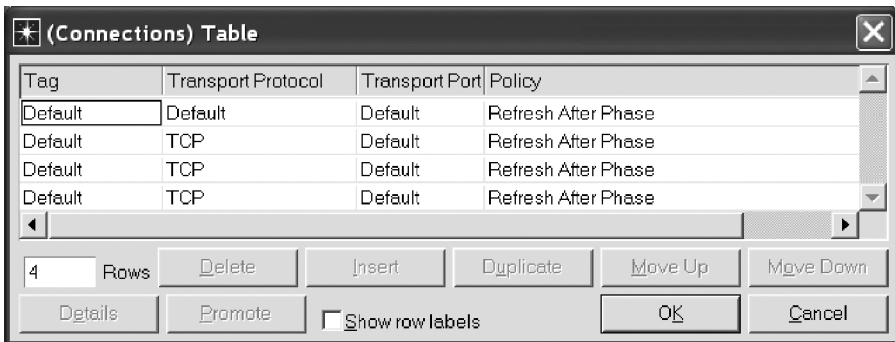 (Connections) Table
Tag Transport Protocol Transport Port Policy
Default Default Default Refresh After Phase
Default TCP Default Refresh After Phase
Default TCP Default Refresh After Phase
Default TCP Default Refresh After Phase
4 Rows Delete Insert Duplicate Move Up Move Down
Details Promote Show row labels OK Cancel